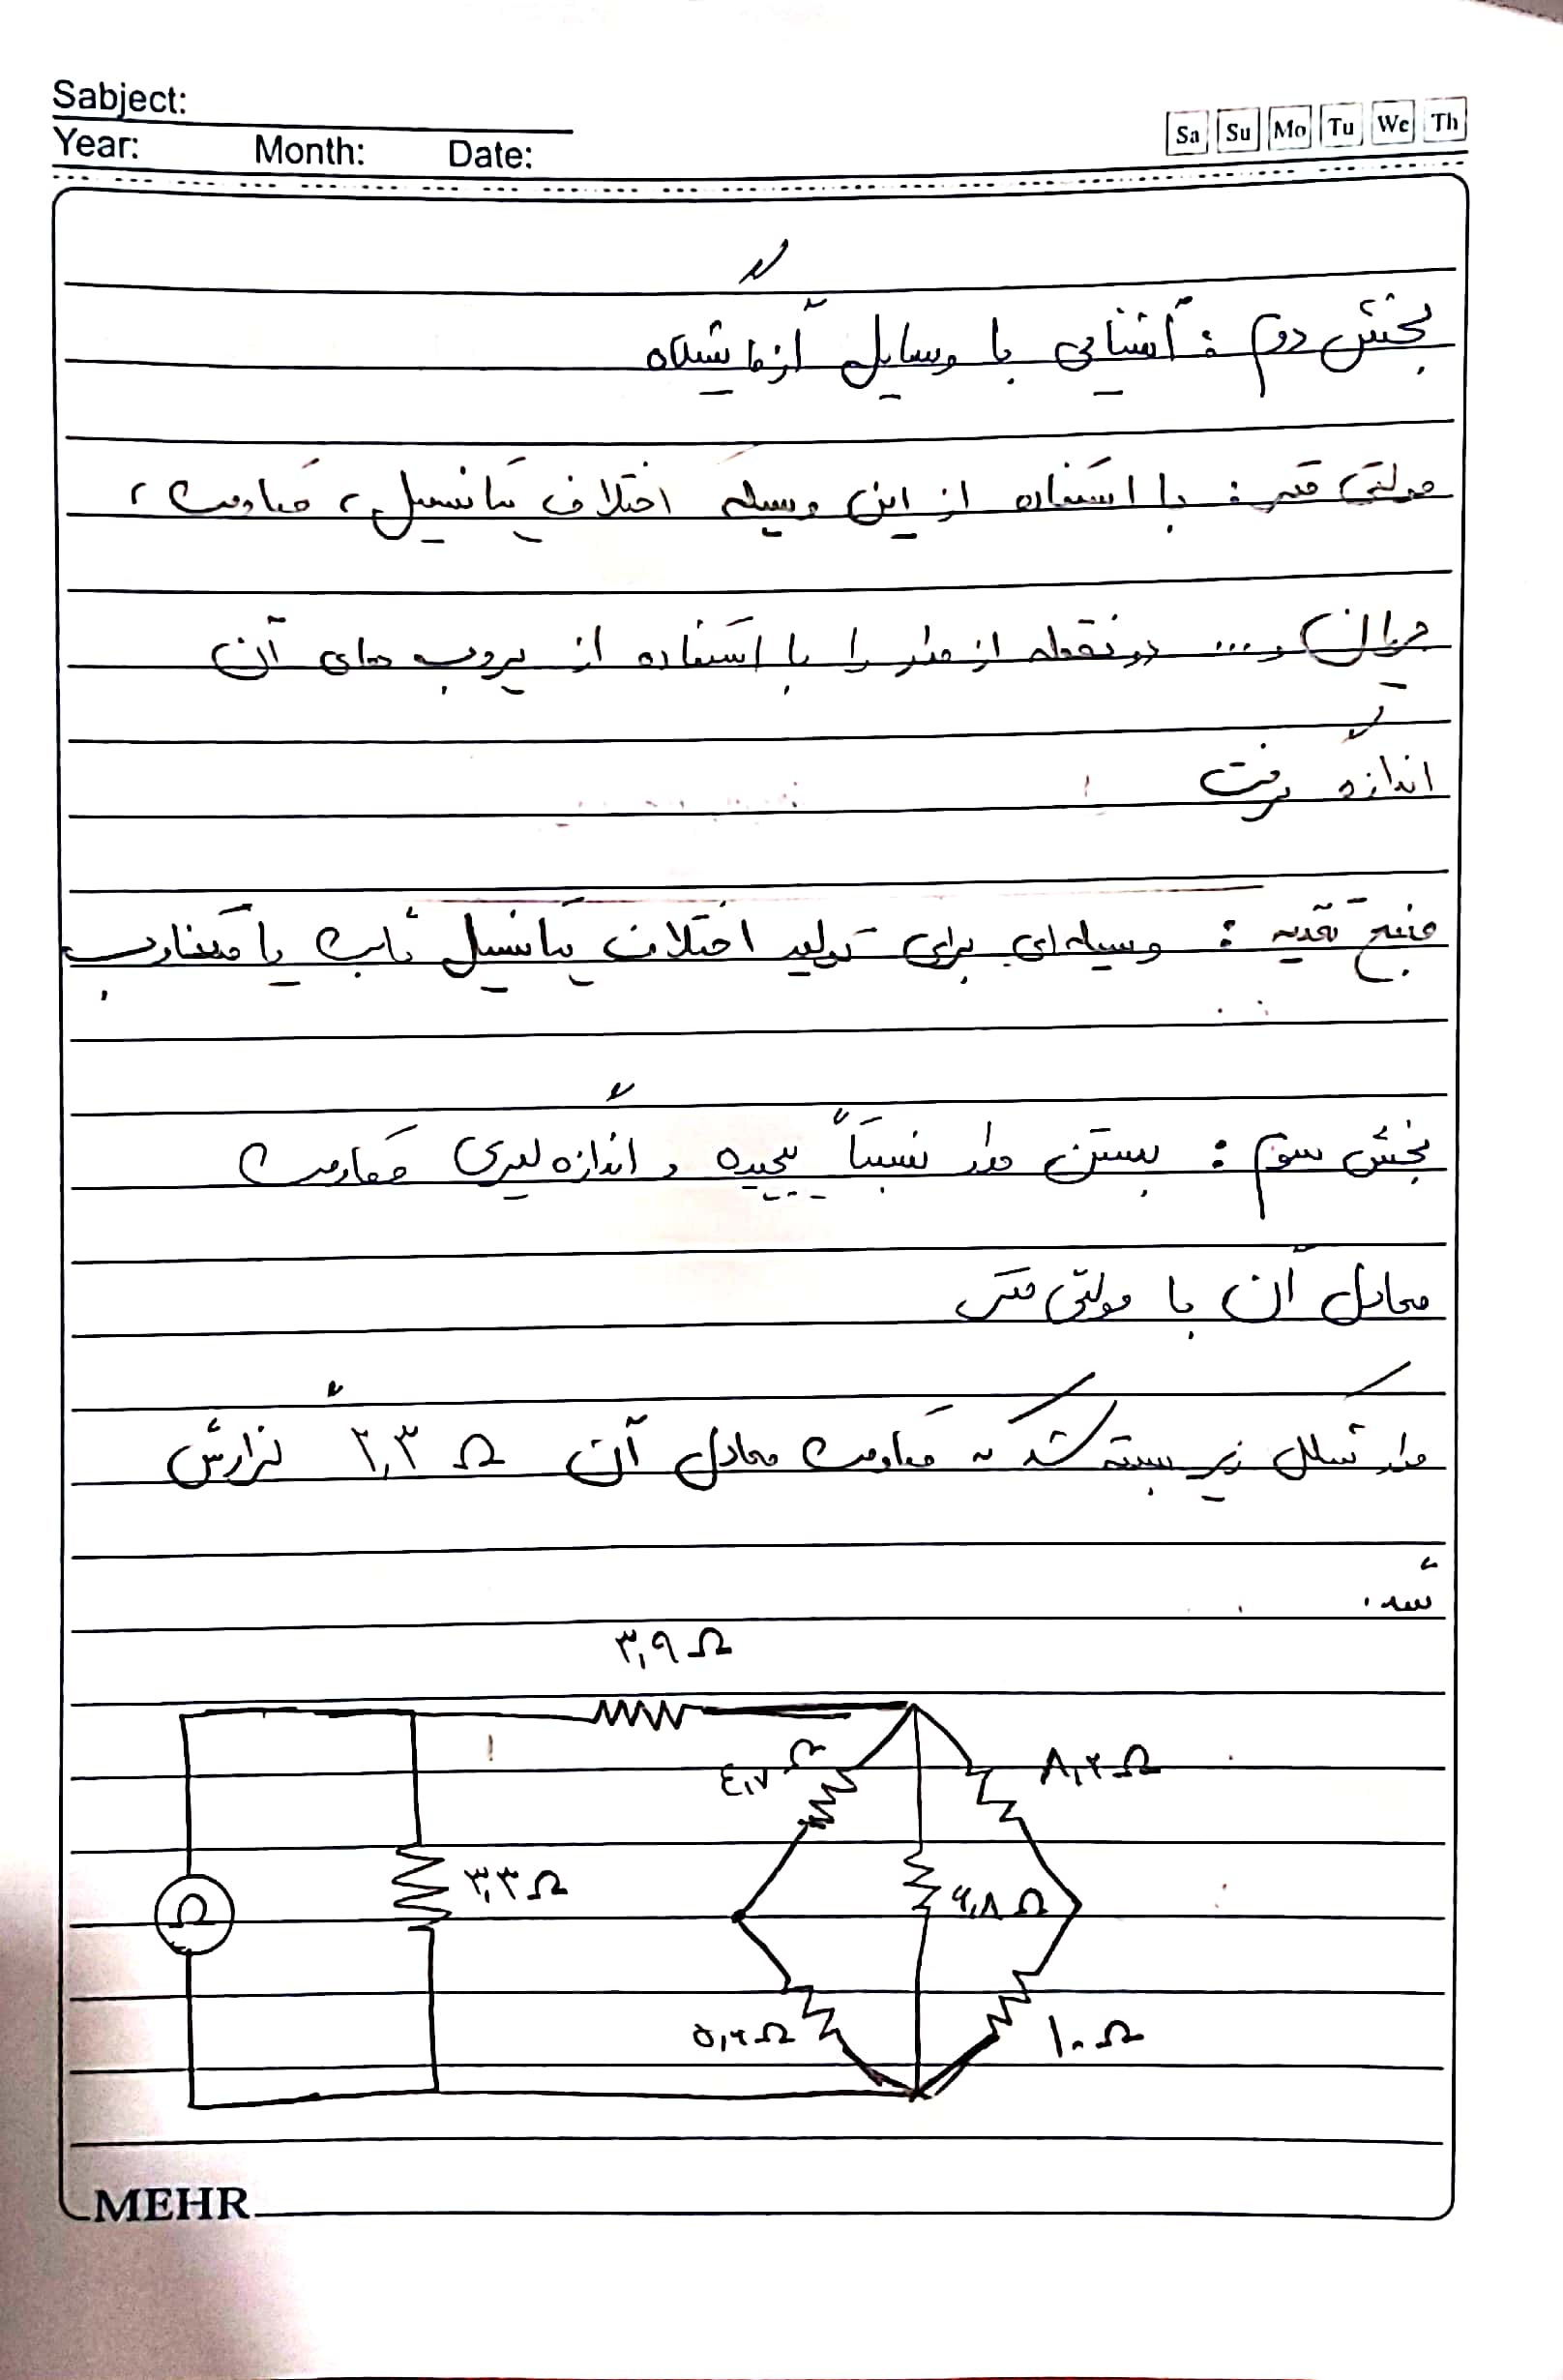 Sabject:
Year: Month: Date:
Sa Su Mo Tu We Th
بخش دوم : آشنایی با وسایل آزمایشگاه
مولتی متر : با استفاده از این وسیله اختلاف پتانسیل، مقاومت،
جریان و ... دو نقطه از مدار را با استفاده از پروب های آن
اندازه گرفت
منبع تغذیه : وسیله ای برای تولید اختلاف پتانسیل ثابت یا متناوب
بخش سوم : بستن مدار نسبتاً پیچیده و اندازه گیری مقاومت
معادل آن با مولتی متر
مدار شکل زیر بسته شد که مقاومت معادل آن ۲,۳ Ω گزارش
شد.
۳,۹ Ω
۴,۷ Ω
۸,۲ Ω
Ω
۳,۳ Ω
۶,۸ Ω
۵,۶ Ω
۱۰ Ω
MEHR